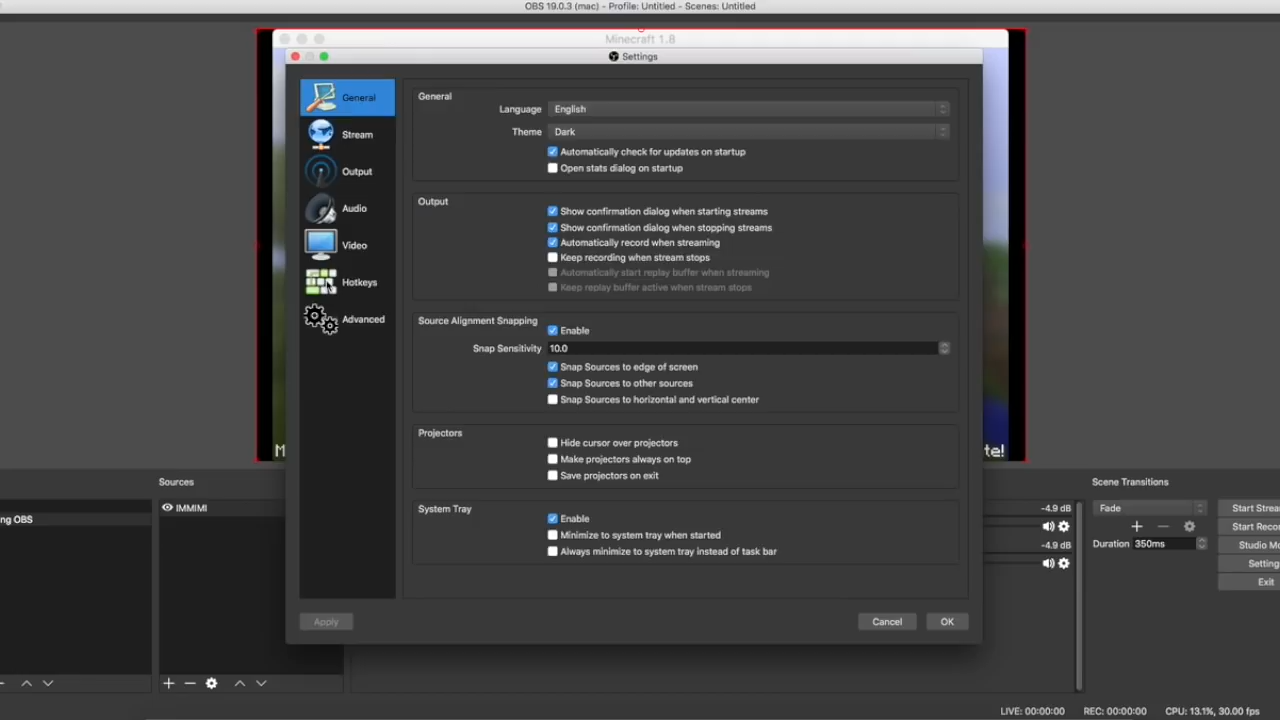 OBS 19.0.3 (mac) - Profile: Untitled - Scenes: Untitled
Minecraft 1.8
Settings
General
Stream
Output
Audio
Video
Hotkeys
Advanced
General
Language English
Theme Dark
Automatically check for updates on startup
Open stats dialog on startup
Output
Show confirmation dialog when starting streams
Show confirmation dialog when stopping streams
Automatically record when streaming
Keep recording when stream stops
Automatically start replay buffer when streaming
Keep replay buffer active when stream stops
Source Alignment Snapping
Enable
Snap Sensitivity 10.0
Snap Sources to edge of screen
Snap Sources to other sources
Snap Sources to horizontal and vertical center
Projectors
Hide cursor over projectors
Make projectors always on top
Save projectors on exit
System Tray
Enable
Minimize to system tray when started
Always minimize to system tray instead of task bar
Apply
Cancel
OK
M
te!
Sources
ng OBS
IMMIMI
-4.9 dB
-4.9 dB
Scene Transitions
Fade
Duration 350ms
Start Strea
Start Reco
Studio Mo
Setting
Exit
LIVE: 00:00:00
REC: 00:00:00
CPU: 13.1%, 30.00 fps